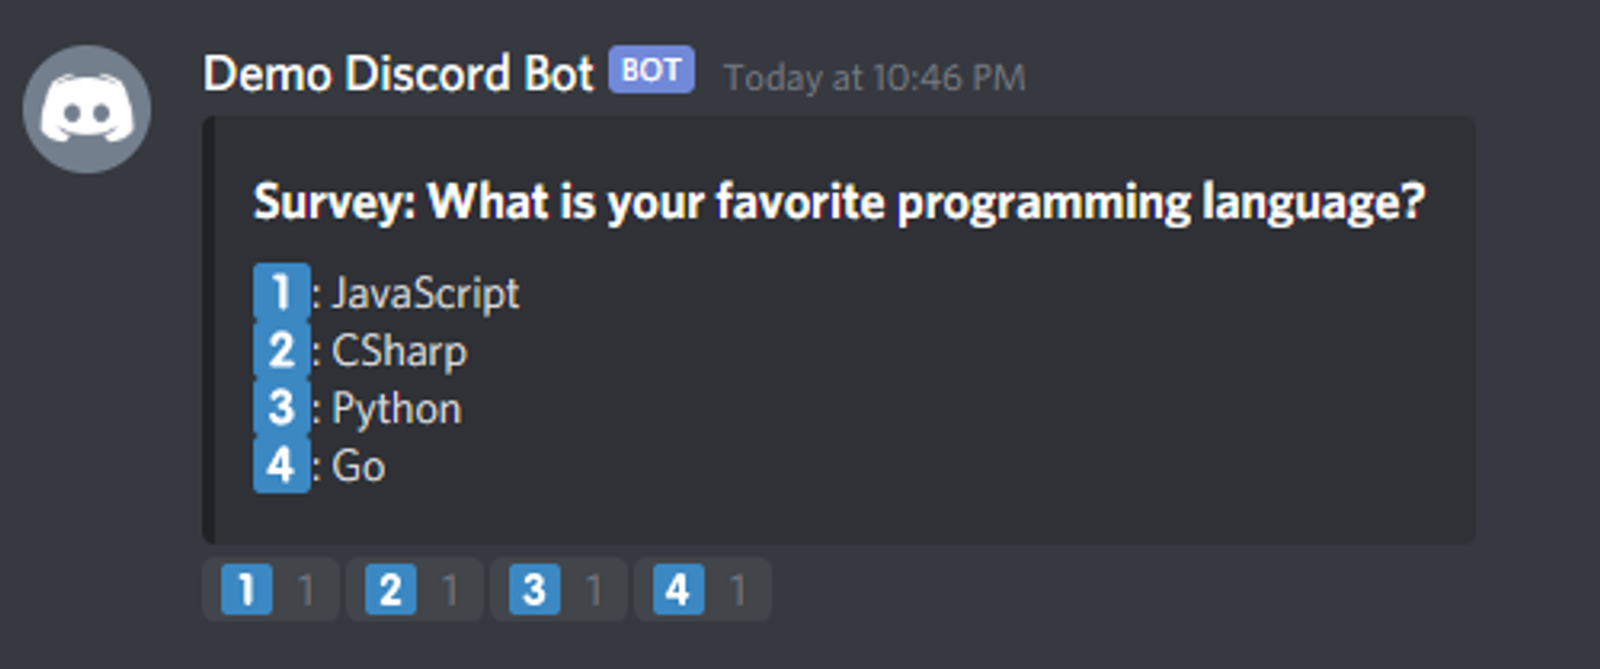 Demo Discord Bot BOT Today at 10:46 PM
Survey: What is your favorite programming language?
1 : JavaScript
2 : CSharp
3 : Python
4 : Go
1 1 2 1 3 1 4 1